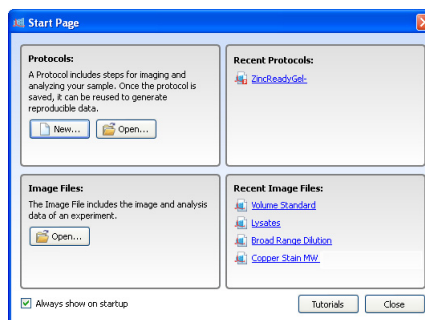 Start Page
Protocols:
A Protocol includes steps for imaging and
analyzing your sample. Once the protocol is
saved, it can be reused to generate
reproducible data.
New... Open...
Recent Protocols:
ZincReadyGel-
Image Files:
The Image File includes the image and analysis
data of an experiment.
Open...
Recent Image Files:
Volume Standard
Lysates
Broad Range Dilution
Copper Stain MW
Always show on startup
Tutorials Close